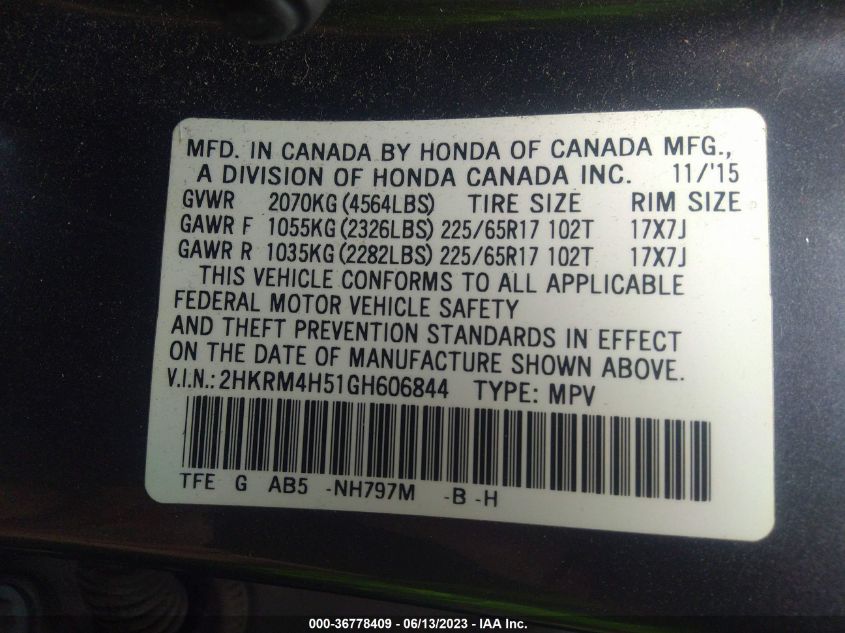 MFD. IN CANADA BY HONDA OF CANADA MFG.,
A DIVISION OF HONDA CANADA INC. 11/'15
GVWR 2070KG (4564LBS) TIRE SIZE RIM SIZE
GAWR F 1055KG (2326LBS) 225/65R17 102T 17X7J
GAWR R 1035KG (2282LBS) 225/65R17 102T 17X7J
THIS VEHICLE CONFORMS TO ALL APPLICABLE
FEDERAL MOTOR VEHICLE SAFETY
AND THEFT PREVENTION STANDARDS IN EFFECT
ON THE DATE OF MANUFACTURE SHOWN ABOVE.
V.I.N.: 2HKRM4H51GH606844 TYPE: MPV
TFE G AB5 -NH797M -B -H
000-36778409 - 06/13/2023 - IAA Inc.